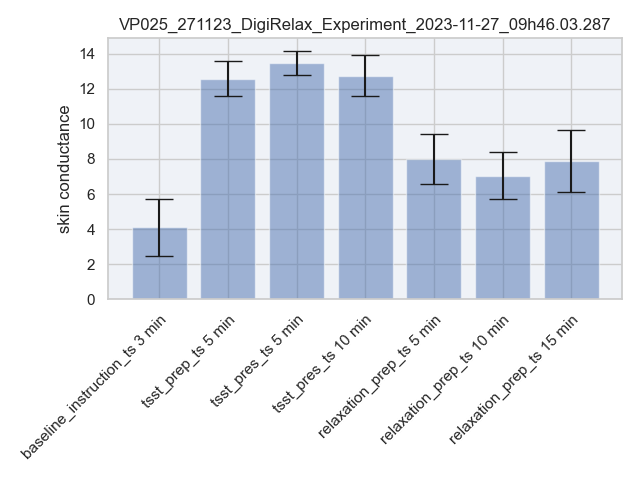 VP025_271123_DigiRelax_Experiment_2023-11-27_09h46.03.287
skin conductance
14
12
10
8
6
4
2
0
baseline_instruction_ts 3 min
tsst_prep_ts 5 min
tsst_pres_ts 5 min
tsst_pres_ts 10 min
relaxation_prep_ts 5 min
relaxation_prep_ts 10 min
relaxation_prep_ts 15 min